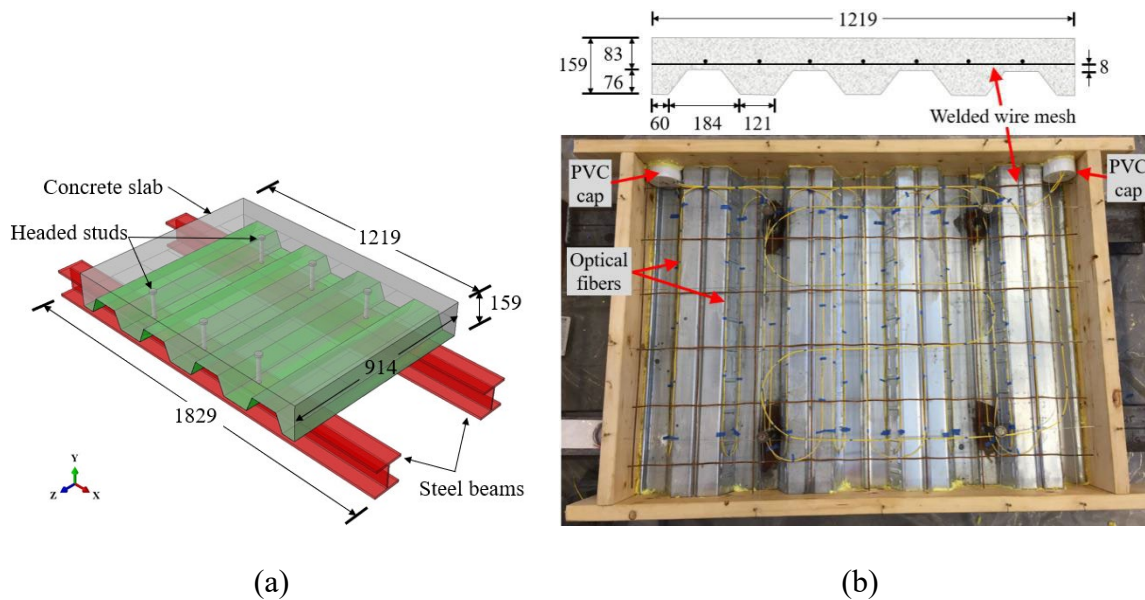 Concrete slab
Headed studs
1219
159
914
1829
Steel beams
Y
Z
X
(a)
1219
159
83
76
8
60
184
121
Welded wire mesh
PVC
cap
PVC
cap
Optical
fibers
(b)